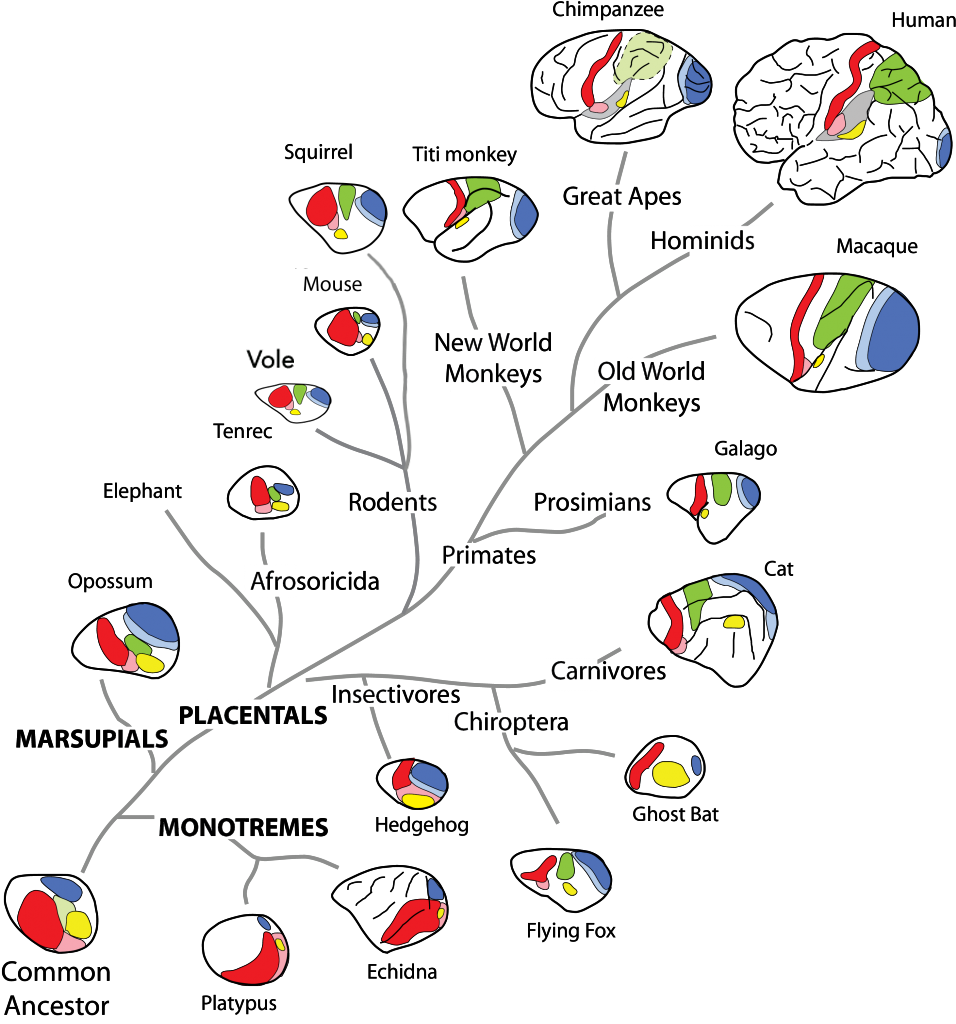 Chimpanzee
Human
Squirrel
Titi monkey
Great Apes
Hominids
Macaque
Mouse
New World
Monkeys
Vole
Old World
Monkeys
Tenrec
Galago
Elephant
Rodents
Prosimians
Primates
Opossum
Afrosoricida
Cat
Carnivores
Insectivores
PLACENTALS
Chiroptera
MARSUPIALS
Ghost Bat
Hedgehog
MONOTREMES
Flying Fox
Common
Ancestor
Echidna
Platypus